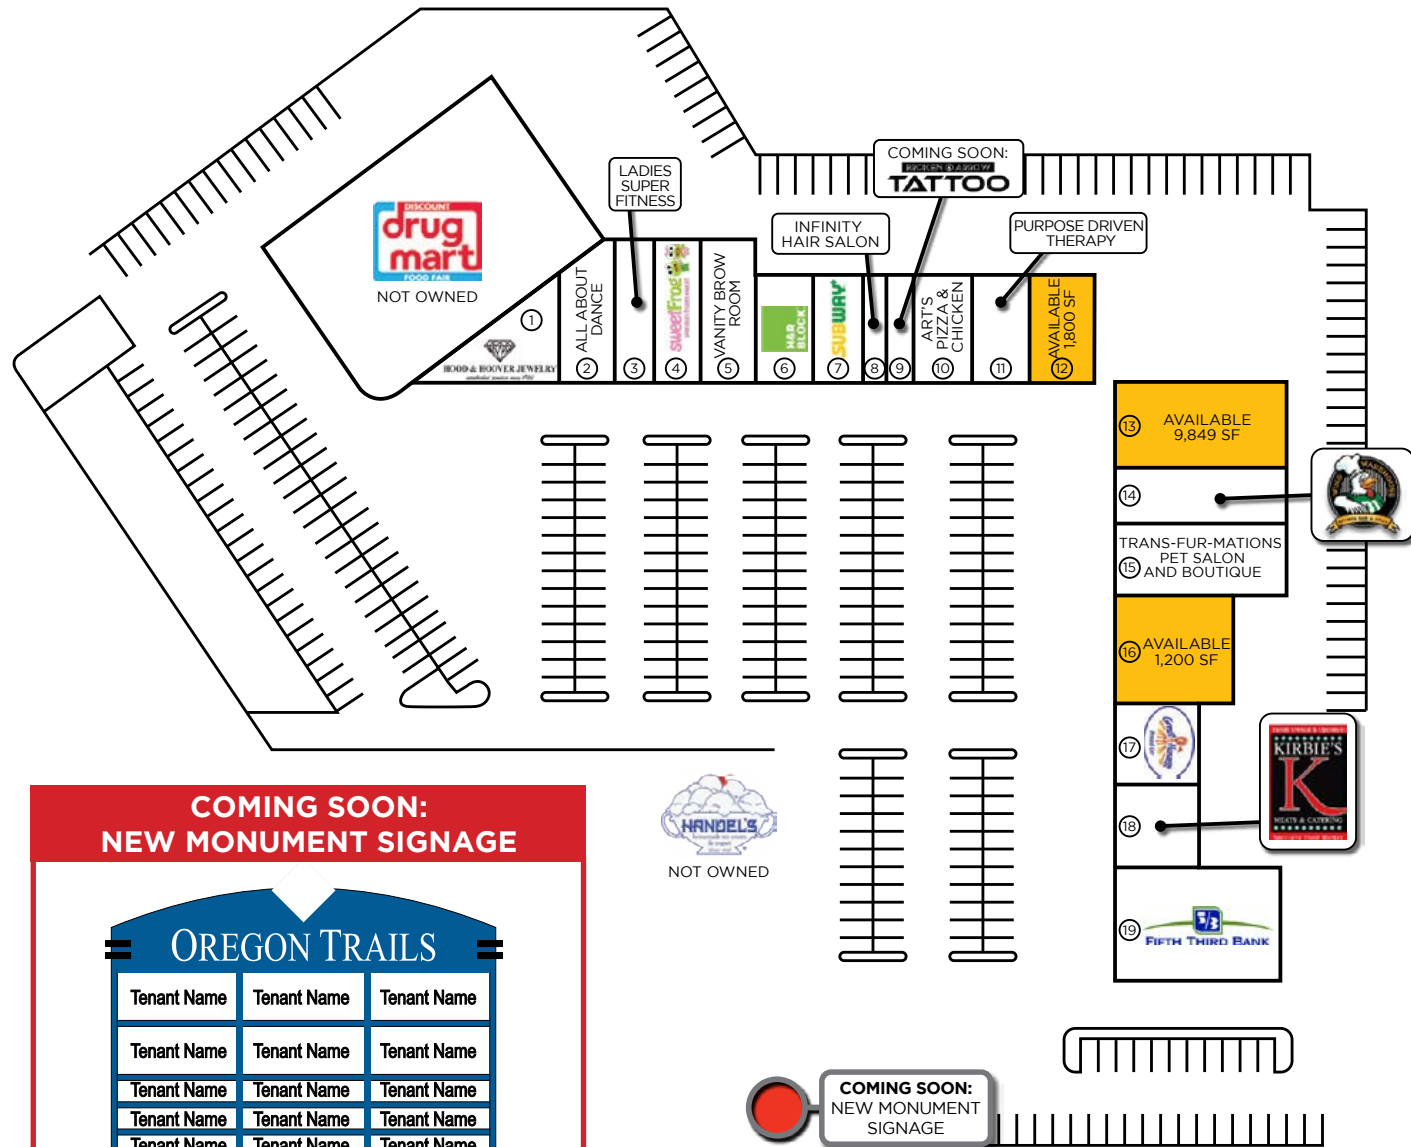 DISCOUNT
drug
mart
FOOD FAIR
NOT OWNED
1
HOOD & HOOVER JEWELRY
ALL ABOUT
DANCE
2
LADIES
SUPER
FITNESS
3
sweetFrog
4
VANITY BROW
ROOM
5
H&R
BLOCK
6
SUBWAY
7
INFINITY
HAIR SALON
8
COMING SOON:
TATTOO
9
ART'S
PIZZA &
CHICKEN
10
PURPOSE DRIVEN
THERAPY
11
AVAILABLE
1,800 SF
12
13
AVAILABLE
9,849 SF
14
TRANS-FUR-MATIONS
PET SALON
15
AND BOUTIQUE
16
AVAILABLE
1,200 SF
17
18
KIRBIE'S
K
MEATS & CATERING
19
FIFTH THIRD BANK
HANDEL'S
NOT OWNED
COMING SOON:
NEW MONUMENT SIGNAGE
OREGON TRAILS
Tenant Name Tenant Name Tenant Name
Tenant Name Tenant Name Tenant Name
Tenant Name Tenant Name Tenant Name
Tenant Name Tenant Name Tenant Name
Tenant Name Tenant Name Tenant Name
COMING SOON:
NEW MONUMENT
SIGNAGE